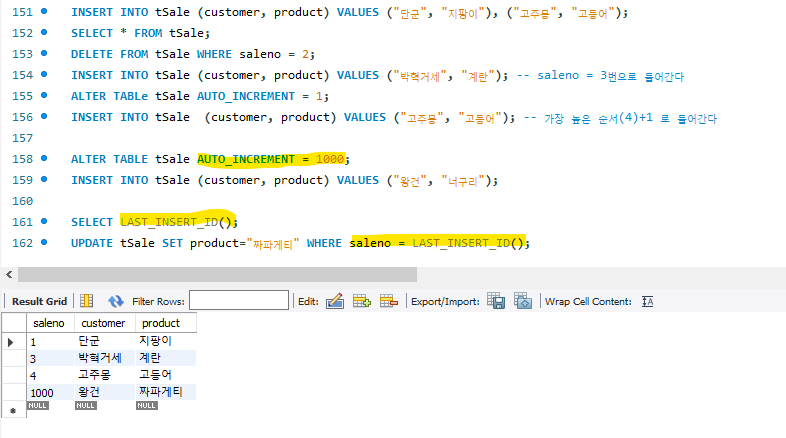 151 INSERT INTO tSale (customer, product) VALUES ("단군", "지팡이"), ("고주몽", "고등어");
152 SELECT * FROM tSale;
153 DELETE FROM tSale WHERE saleno = 2;
154 INSERT INTO tSale (customer, product) VALUES ("박혁거세", "계란"); -- saleno = 3번으로 들어간다
155 ALTER TABLe tSale AUTO_INCREMENT = 1;
156 INSERT INTO tSale (customer, product) VALUES ("고주몽", "고등어"); -- 가장 높은 순서(4)+1 로 들어간다
157
158 ALTER TABLE tSale AUTO_INCREMENT = 1000;
159 INSERT INTO tSale (customer, product) VALUES ("왕건", "너구리");
160
161 SELECT LAST_INSERT_ID();
162 UPDATE tSale SET product="짜파게티" WHERE saleno = LAST_INSERT_ID();
Result Grid Filter Rows: Edit: Export/Import: Wrap Cell Content: IA
saleno customer product
1 단군 지팡이
3 박혁거세 계란
4 고주몽 고등어
1000 왕건 짜파게티
NULL NULL NULL